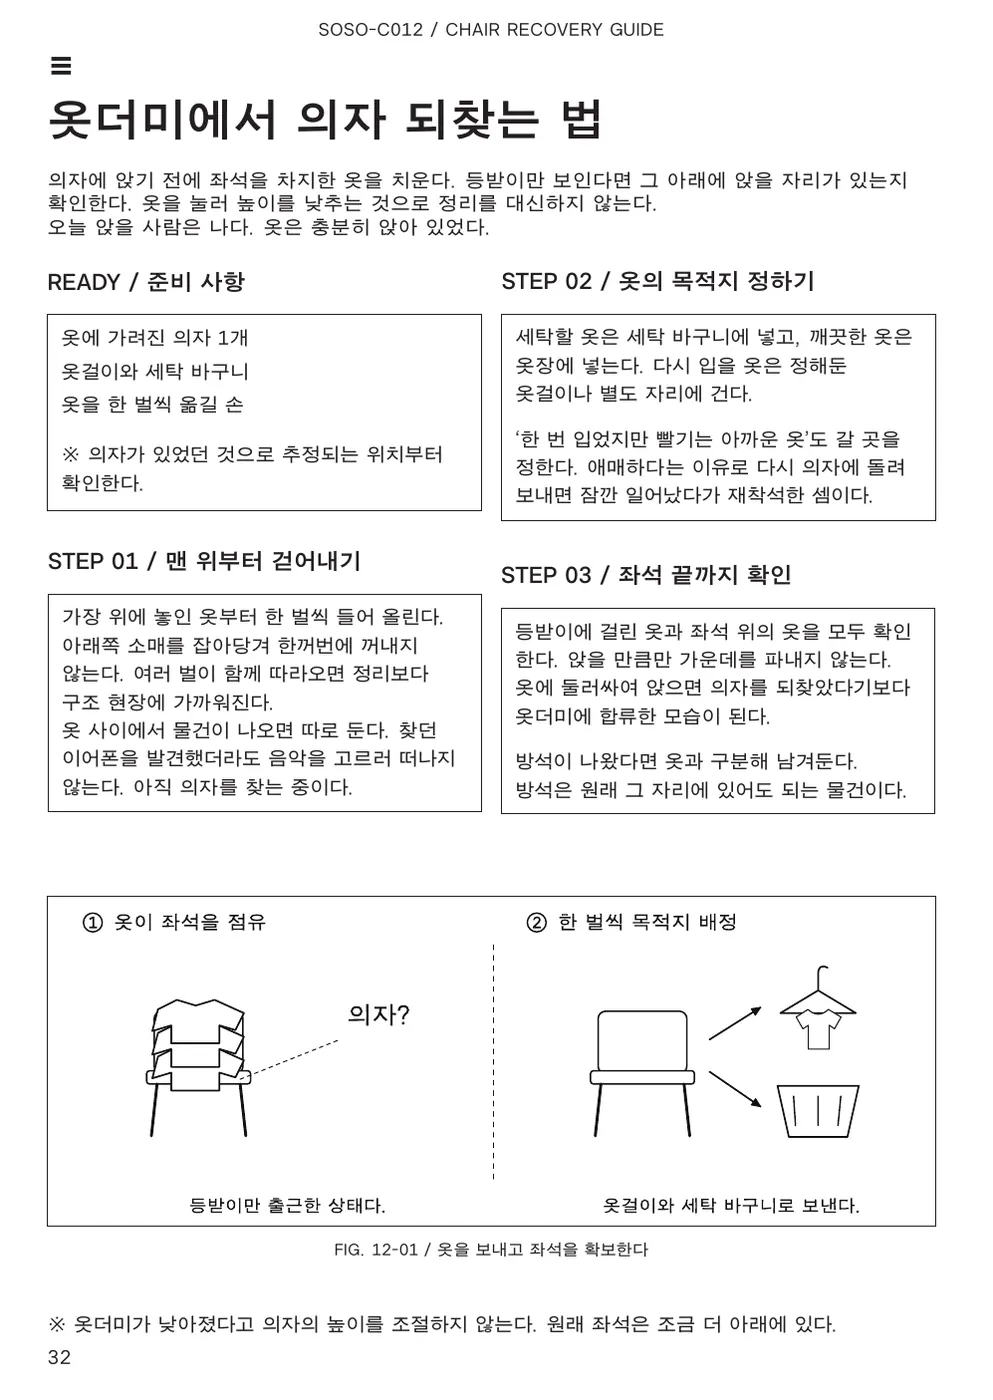 SOSO-C012 / CHAIR RECOVERY GUIDE
옷더미에서 의자 되찾는 법
의자에 앉기 전에 좌석을 차지한 옷을 치운다. 등받이만 보인다면 그 아래에 앉을 자리가 있는지
확인한다. 옷을 눌러 높이를 낮추는 것으로 정리를 대신하지 않는다.
오늘 앉을 사람은 나다. 옷은 충분히 앉아 있었다.
READY / 준비 사항
옷에 가려진 의자 1개
옷걸이와 세탁 바구니
옷을 한 벌씩 옮길 손
※ 의자가 있었던 것으로 추정되는 위치부터
확인한다.
STEP 01 / 맨 위부터 걷어내기
가장 위에 놓인 옷부터 한 벌씩 들어 올린다.
아래쪽 소매를 잡아당겨 한꺼번에 꺼내지
않는다. 여러 벌이 함께 따라오면 정리보다
구조 현장에 가까워진다.
옷 사이에서 물건이 나오면 따로 둔다. 찾던
이어폰을 발견했더라도 음악을 고르러 떠나지
않는다. 아직 의자를 찾는 중이다.
STEP 02 / 옷의 목적지 정하기
세탁할 옷은 세탁 바구니에 넣고, 깨끗한 옷은
옷장에 넣는다. 다시 입을 옷은 정해둔
옷걸이나 별도 자리에 건다.
‘한 번 입었지만 빨기는 아까운 옷’도 갈 곳을
정한다. 애매하다는 이유로 다시 의자에 돌려
보내면 잠깐 일어났다가 재착석한 셈이다.
STEP 03 / 좌석 끝까지 확인
등받이에 걸린 옷과 좌석 위의 옷을 모두 확인
한다. 앉을 만큼만 가운데를 파내지 않는다.
옷에 둘러싸여 앉으면 의자를 되찾았다기보다
옷더미에 합류한 모습이 된다.
방석이 나왔다면 옷과 구분해 남겨둔다.
방석은 원래 그 자리에 있어도 되는 물건이다.
① 옷이 좌석을 점유
의자?
등받이만 출근한 상태다.
② 한 벌씩 목적지 배정
옷걸이와 세탁 바구니로 보낸다.
FIG. 12-01 / 옷을 보내고 좌석을 확보한다
※ 옷더미가 낮아졌다고 의자의 높이를 조절하지 않는다. 원래 좌석은 조금 더 아래에 있다.
32